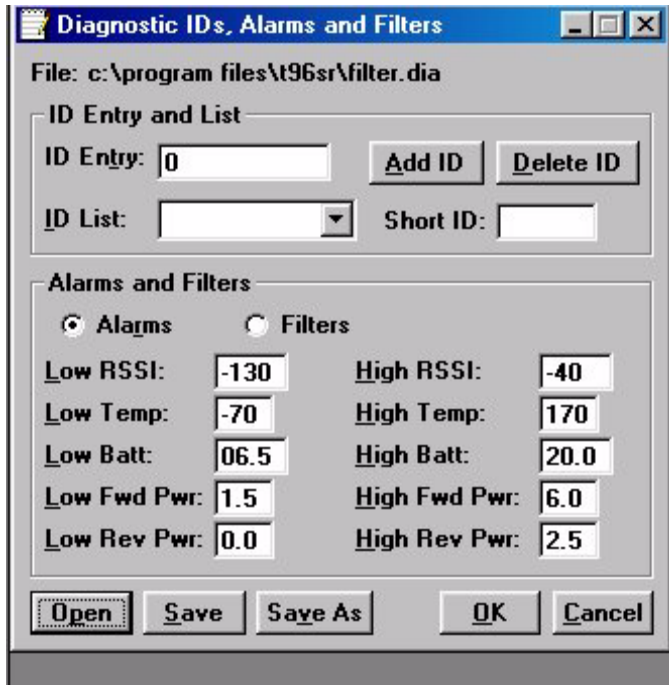 Diagnostic IDs, Alarms and Filters
File: c:\program files\t96sr\filter.dia
ID Entry and List
ID Entry: 0 Add ID Delete ID
ID List: Short ID:
Alarms and Filters
Alarms Filters
Low RSSI: -130 High RSSI: -40
Low Temp: -70 High Temp: 170
Low Batt: 06.5 High Batt: 20.0
Low Fwd Pwr: 1.5 High Fwd Pwr: 6.0
Low Rev Pwr: 0.0 High Rev Pwr: 2.5
Open Save Save As OK Cancel